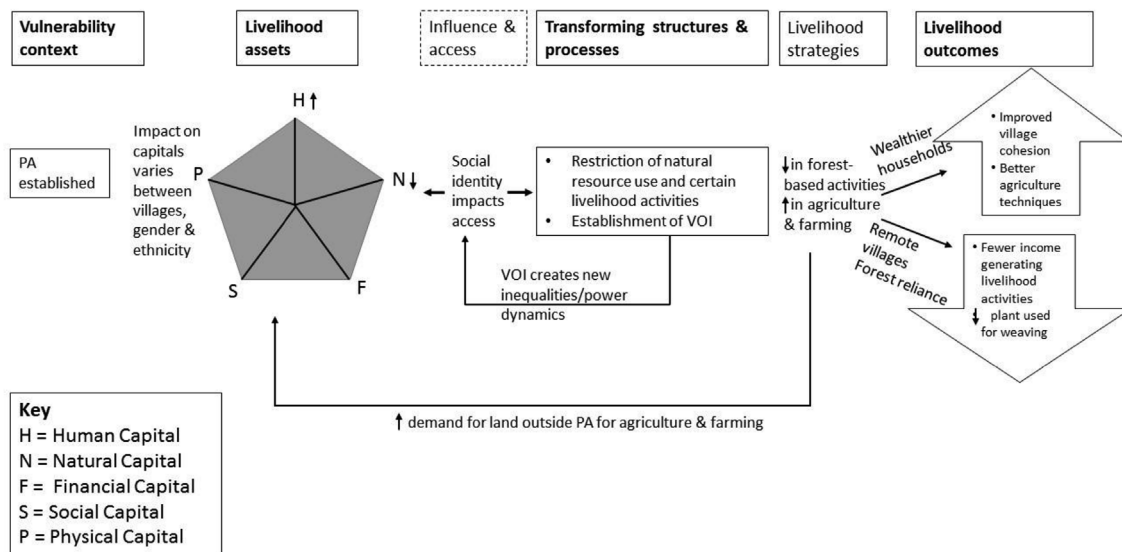 Vulnerability
context
Livelihood
assets
Influence &
access
Transforming structures &
processes
Livelihood
strategies
Livelihood
outcomes
PA
established
Impact on
capitals
varies
between
villages,
gender &
ethnicity
H ↑
P
N ↓
S
F
Social
identity
impacts
access
• Restriction of natural
resource use and certain
livelihood activities
• Establishment of VOI
VOI creates new
inequalities/power
dynamics
↓ in forest-
based activities
↑ in agriculture
& farming
Wealthier
households
Remote
villages
Forest reliance
• Improved
village
cohesion
• Better
agriculture
techniques
• Fewer income
generating
livelihood
activities
↓ plant used
for weaving
↑ demand for land outside PA for agriculture & farming
Key
H = Human Capital
N = Natural Capital
F = Financial Capital
S = Social Capital
P = Physical Capital